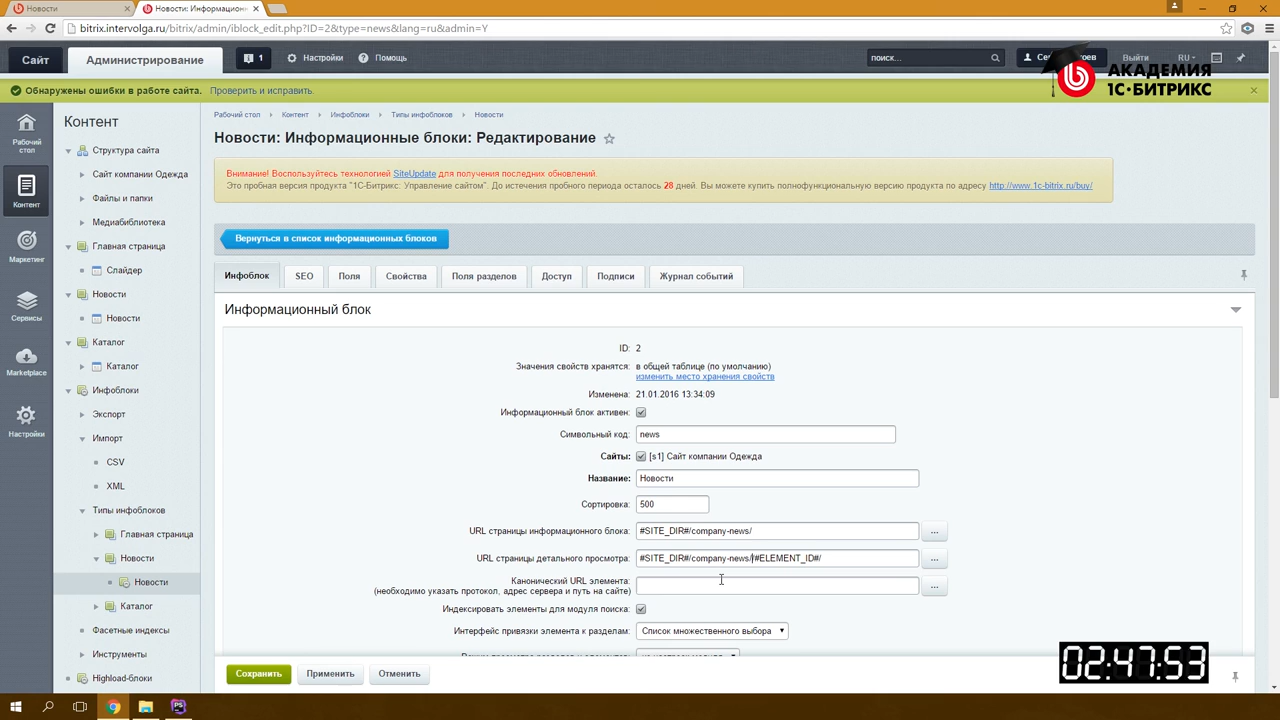 Новости
Новости: Информационн
bitrix.intervolga.ru/bitrix/admin/iblock_edit.php?ID=2&type=news&lang=ru&admin=Y
Сайт
Администрирование
1
Настройки
Помощь
поиск...
Выйти
RU
АКАДЕМИЯ
1С·БИТРИКС
Обнаружены ошибки в работе сайта. Проверить и исправить.
Рабочий стол
Контент
Маркетинг
Сервисы
Marketplace
Настройки
Контент
Структура сайта
Сайт компании Одежда
Файлы и папки
Медиабиблиотека
Главная страница
Слайдер
Новости
Новости
Каталог
Каталог
Инфоблоки
Экспорт
Импорт
CSV
XML
Типы инфоблоков
Главная страница
Новости
Новости
Каталог
Фасетные индексы
Инструменты
Highload-блоки
Рабочий стол Контент Инфоблоки Типы инфоблоков Новости
Новости: Информационные блоки: Редактирование
Внимание! Воспользуйтесь технологией SiteUpdate для получения последних обновлений.
Это пробная версия продукта "1С-Битрикс: Управление сайтом". До истечения пробного периода осталось 28 дней. Вы можете купить полнофункциональную версию продукта по адресу http://www.1c-bitrix.ru/buy/
Вернуться в список информационных блоков
Инфоблок SEO Поля Свойства Поля разделов Доступ Подписи Журнал событий
Информационный блок
ID: 2
Значения свойств хранятся: в общей таблице (по умолчанию)
изменить место хранения свойств
Изменена: 21.01.2016 13:34:09
Информационный блок активен:
Символьный код: news
Сайты: [s1] Сайт компании Одежда
Название: Новости
Сортировка: 500
URL страницы информационного блока: #SITE_DIR#/company-news/ ...
URL страницы детального просмотра: #SITE_DIR#/company-news/#ELEMENT_ID#/ ...
Канонический URL элемента:
(необходимо указать протокол, адрес сервера и путь на сайте) ...
Индексировать элементы для модуля поиска:
Интерфейс привязки элемента к разделам: Список множественного выбора
Сохранить Применить Отменить
02:47:53